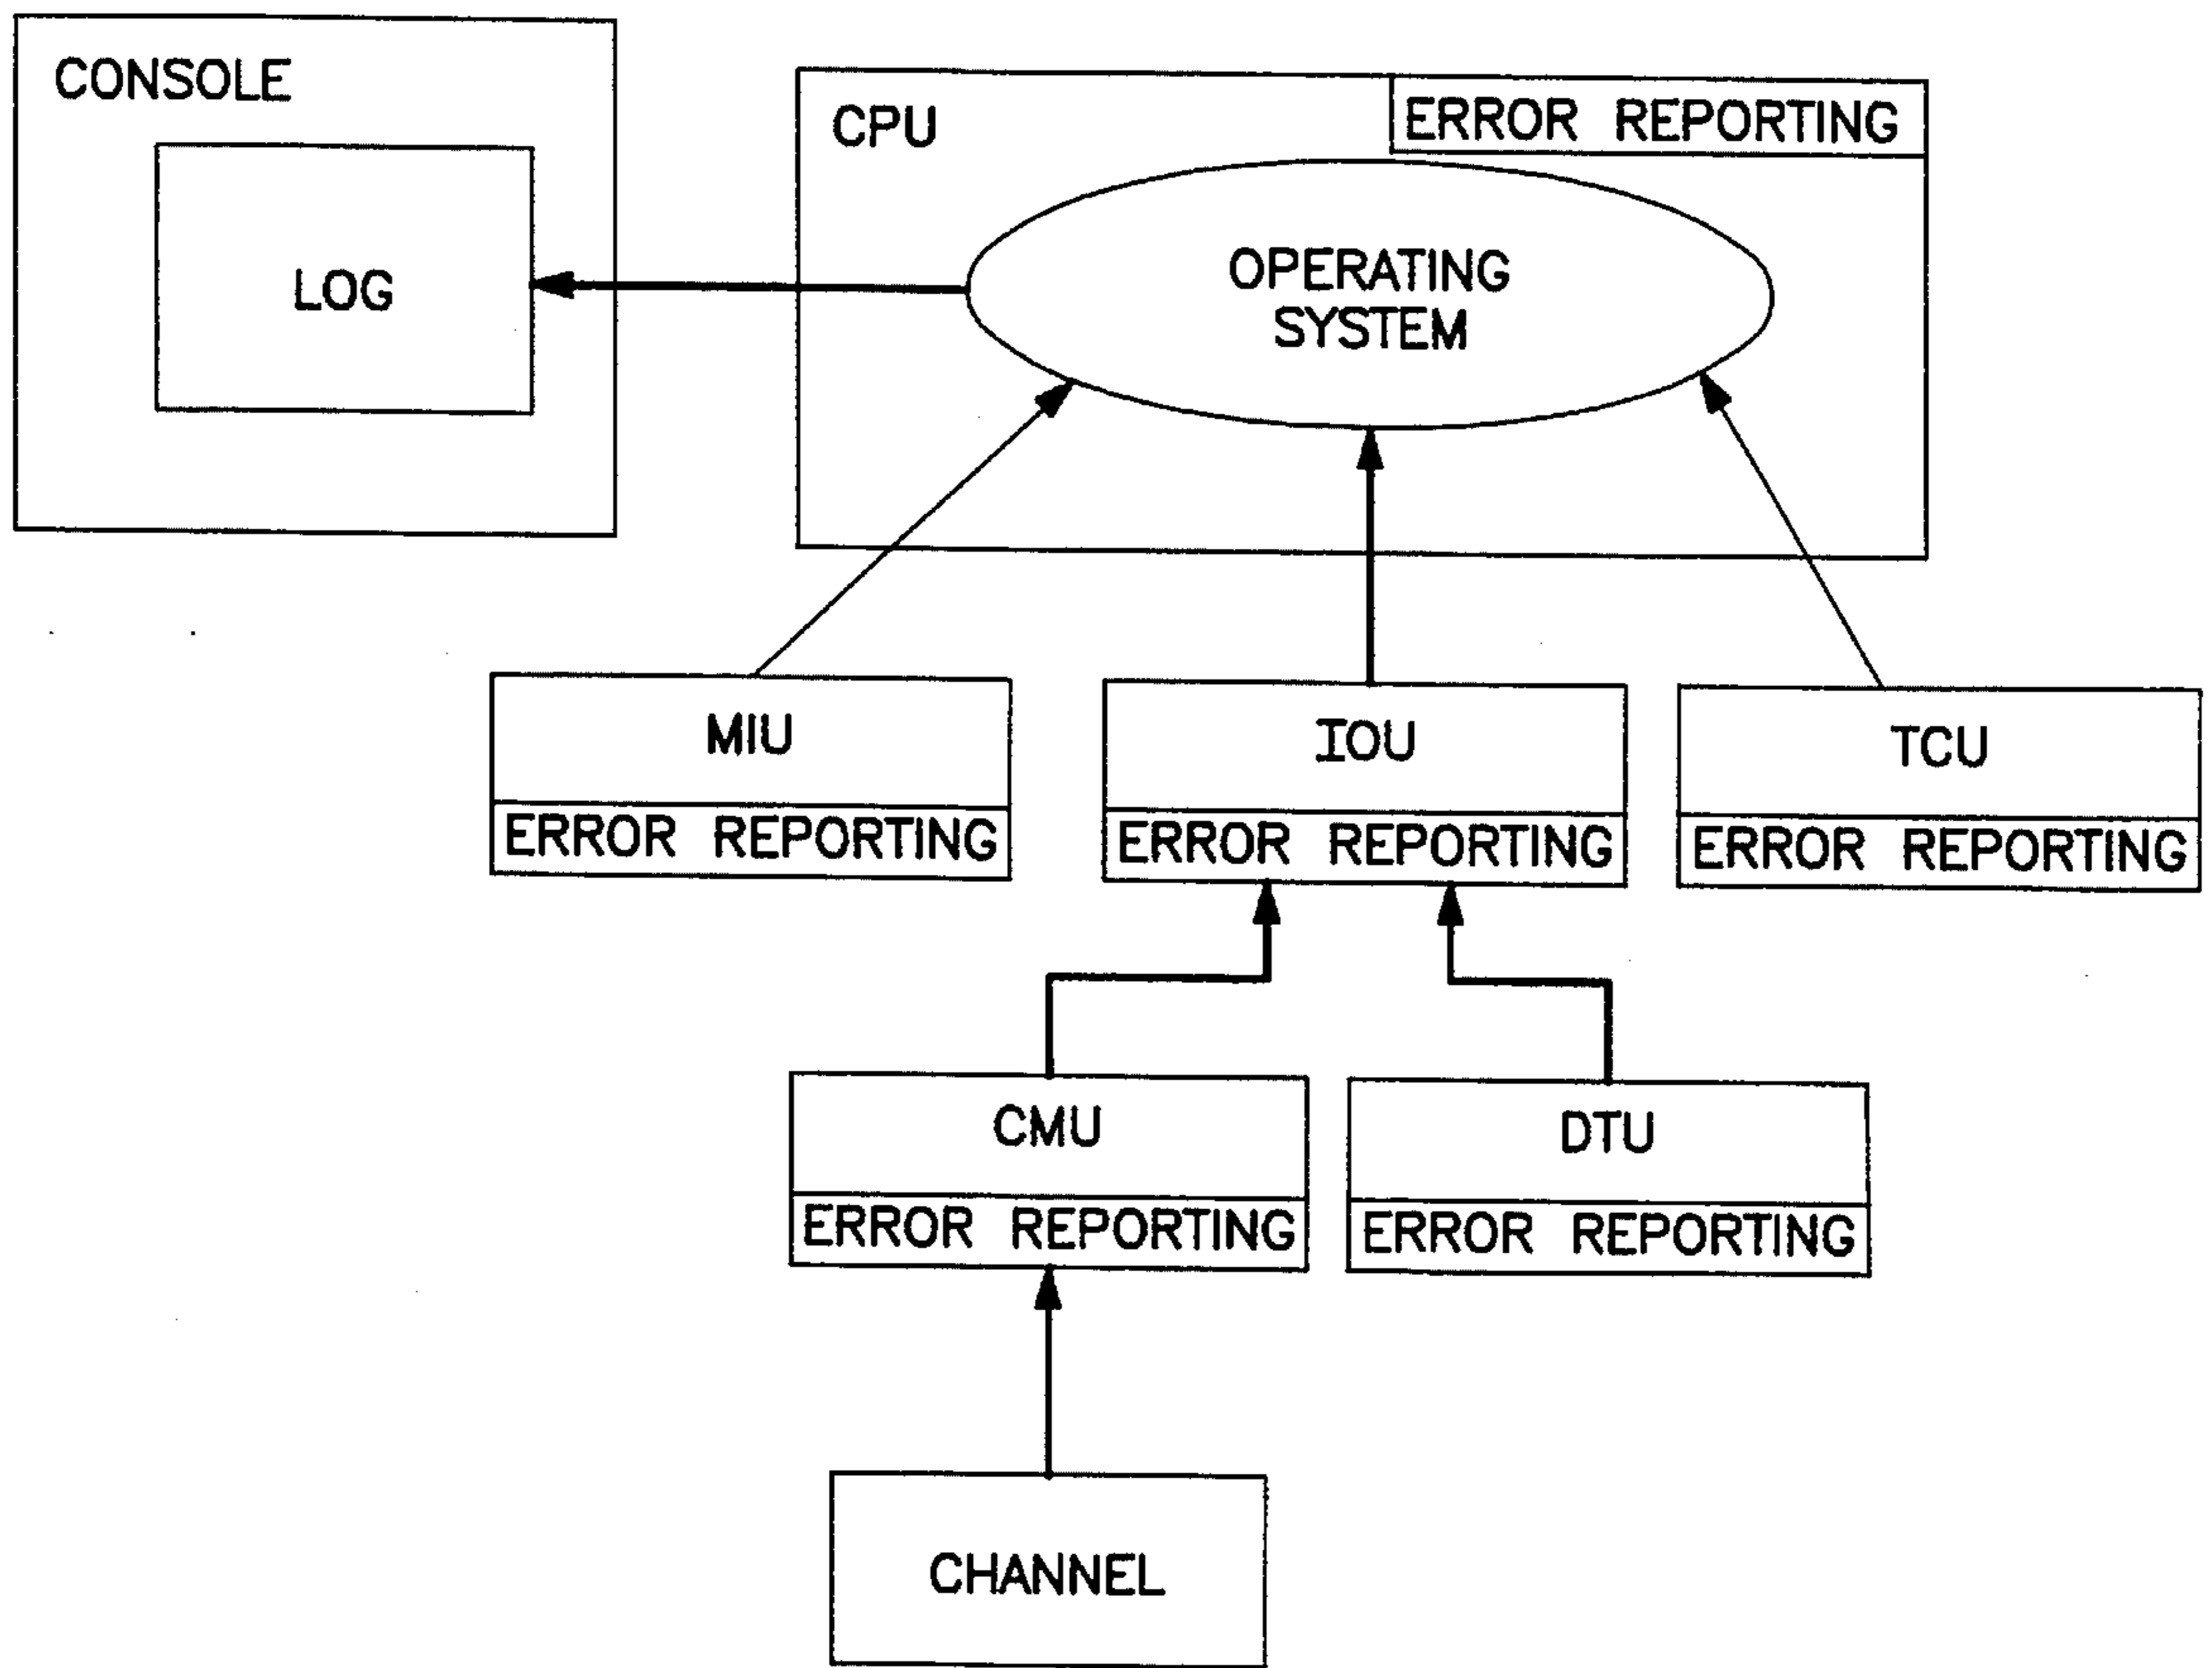 CONSOLE
LOG
CPU
ERROR REPORTING
OPERATING
SYSTEM
MIU
ERROR REPORTING
IOU
ERROR REPORTING
TCU
ERROR REPORTING
CMU
ERROR REPORTING
DTU
ERROR REPORTING
CHANNEL